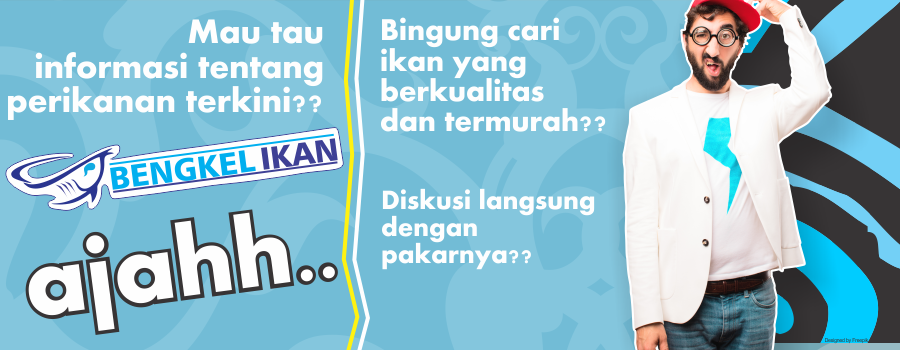 Mau tau
informasi tentang
perikanan terkini??
BENGKEL IKAN
ajahh..
Bingung cari
ikan yang
berkualitas
dan termurah??
Diskusi langsung
dengan
pakarnya??
Designed by Freepik